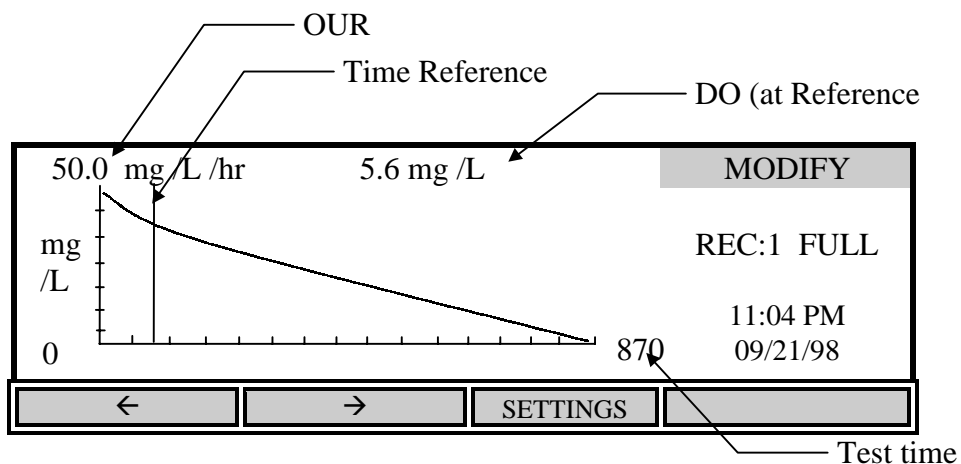 OUR
Time Reference
DO (at Reference
50.0 mg /L /hr 5.6 mg /L MODIFY
mg
/L
REC:1 FULL
11:04 PM
0 870 09/21/98
← → SETTINGS
Test time